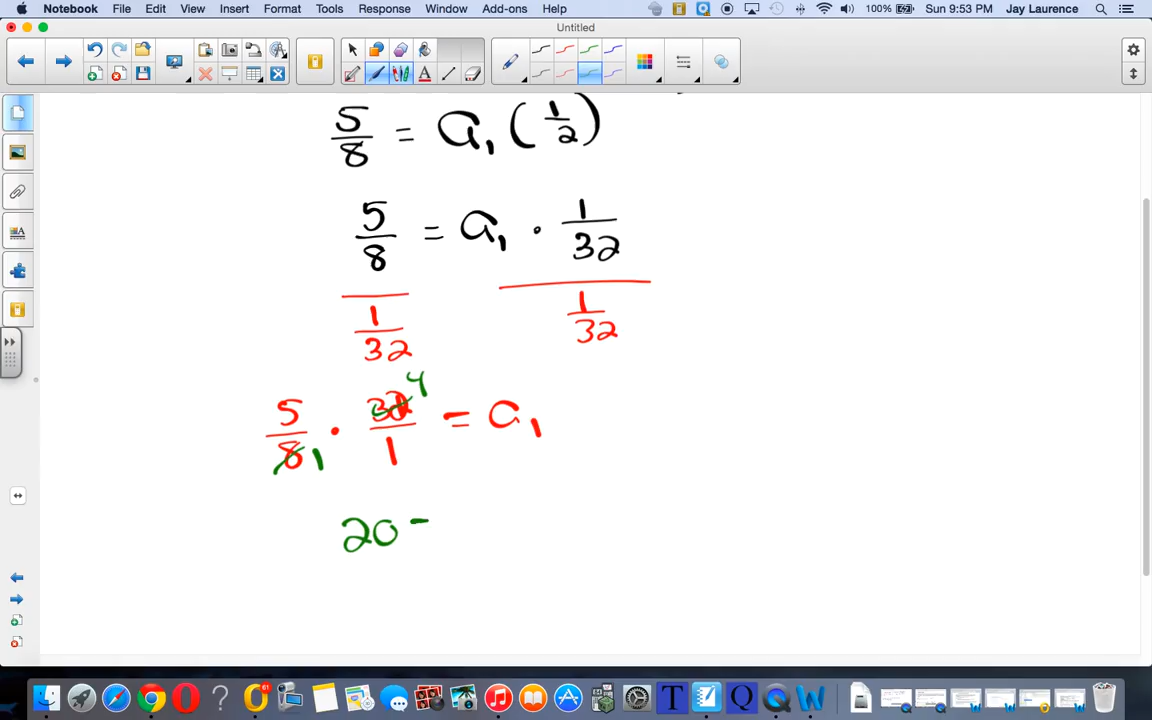 Notebook File Edit View Insert Format Tools Response Window Add-ons Help 100% Sun 9:53 PM Jay Laurence
Untitled
5/8 = a₁ (1/2)
5/8 = a₁ · 1/32
1/32 1/32
5/8 1 · 32/1 4 = a₁
20 -